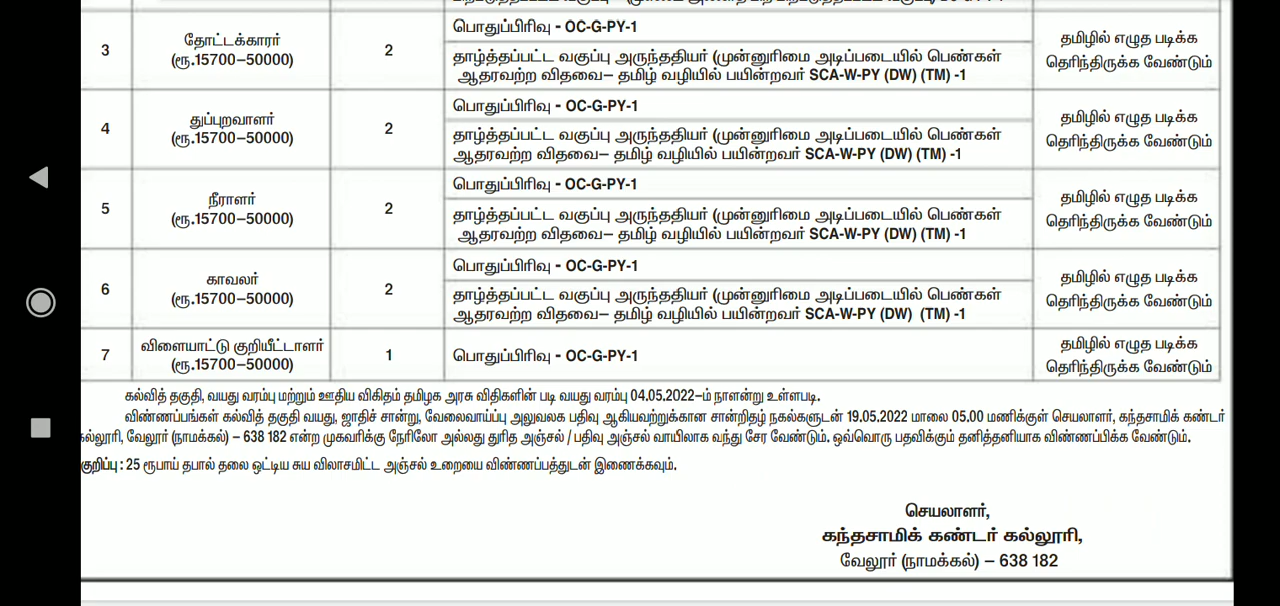 3
தோட்டக்காரர்
(ரூ.15700–50000)
2
பொதுப்பிரிவு - OC-G-PY-1
தாழ்த்தப்பட்ட வகுப்பு அருந்ததியர் (முன்னுரிமை அடிப்படையில் பெண்கள்
ஆதரவற்ற விதவை– தமிழ் வழியில் பயின்றவர் SCA-W-PY (DW) (TM) -1
தமிழில் எழுத படிக்க
தெரிந்திருக்க வேண்டும்
4
துப்புறவாளர்
(ரூ.15700–50000)
2
பொதுப்பிரிவு - OC-G-PY-1
தாழ்த்தப்பட்ட வகுப்பு அருந்ததியர் (முன்னுரிமை அடிப்படையில் பெண்கள்
ஆதரவற்ற விதவை– தமிழ் வழியில் பயின்றவர் SCA-W-PY (DW) (TM) -1
தமிழில் எழுத படிக்க
தெரிந்திருக்க வேண்டும்
5
நீராளர்
(ரூ.15700–50000)
2
பொதுப்பிரிவு - OC-G-PY-1
தாழ்த்தப்பட்ட வகுப்பு அருந்ததியர் (முன்னுரிமை அடிப்படையில் பெண்கள்
ஆதரவற்ற விதவை– தமிழ் வழியில் பயின்றவர் SCA-W-PY (DW) (TM) -1
தமிழில் எழுத படிக்க
தெரிந்திருக்க வேண்டும்
6
காவலர்
(ரூ.15700–50000)
2
பொதுப்பிரிவு - OC-G-PY-1
தாழ்த்தப்பட்ட வகுப்பு அருந்ததியர் (முன்னுரிமை அடிப்படையில் பெண்கள்
ஆதரவற்ற விதவை– தமிழ் வழியில் பயின்றவர் SCA-W-PY (DW) (TM) -1
தமிழில் எழுத படிக்க
தெரிந்திருக்க வேண்டும்
7
விளையாட்டு குறியீட்டாளர்
(ரூ.15700–50000)
1
பொதுப்பிரிவு - OC-G-PY-1
தமிழில் எழுத படிக்க
தெரிந்திருக்க வேண்டும்
கல்வித் தகுதி, வயது வரம்பு மற்றும் ஊதிய விகிதம் தமிழக அரசு விதிகளின் படி வயது வரம்பு 04.05.2022–ம் நாளன்று உள்ளபடி.
விண்ணப்பங்கள் கல்வித் தகுதி வயது, ஜாதிச் சான்று, வேலைவாய்ப்பு அலுவலக பதிவு ஆகியவற்றுக்கான சான்றிதழ் நகல்களுடன் 19.05.2022 மாலை 05.00 மணிக்குள் செயலாளர், கந்தசாமிக் கண்டர்
கல்லூரி, வேலூர் (நாமக்கல்) – 638 182 என்ற முகவரிக்கு நேரிலோ அல்லது துரித அஞ்சல் / பதிவு அஞ்சல் வாயிலாக வந்து சேர வேண்டும். ஒவ்வொரு பதவிக்கும் தனித்தனியாக விண்ணப்பிக்க வேண்டும்.
குறிப்பு : 25 ரூபாய் தபால் தலை ஒட்டிய சுய விலாசமிட்ட அஞ்சல் உறையை விண்ணப்பத்துடன் இணைக்கவும்.
செயலாளர்,
கந்தசாமிக் கண்டர் கல்லூரி,
வேலூர் (நாமக்கல்) – 638 182